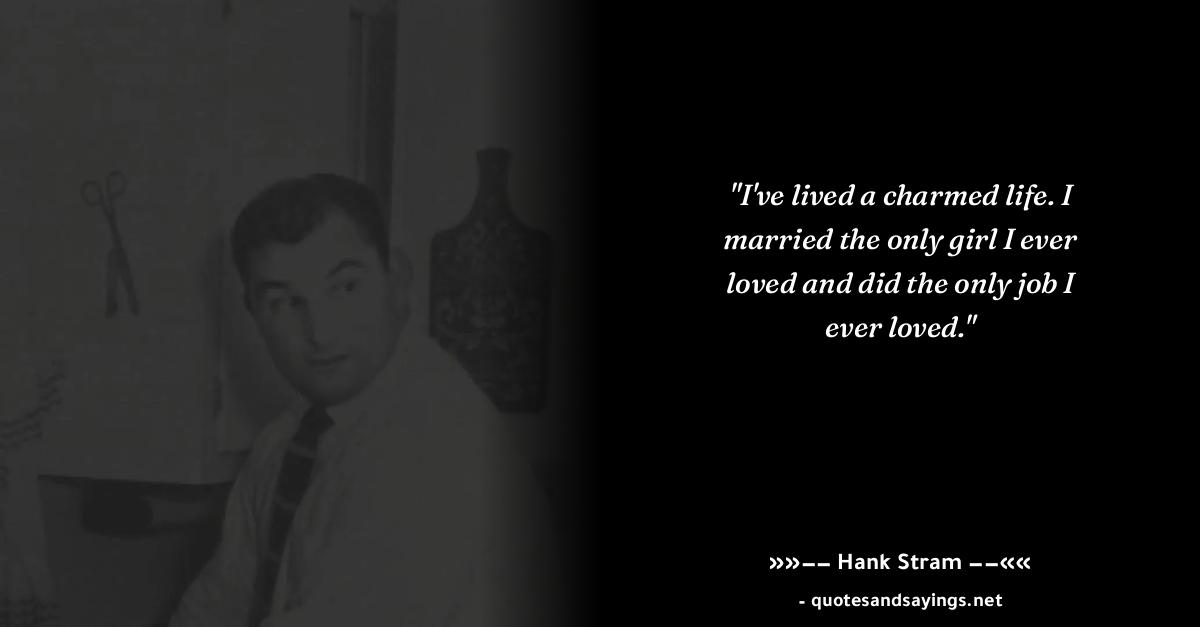 "I've lived a charmed life. I
married the only girl I ever
loved and did the only job I
ever loved."
»»−− Hank Stram −−««
- quotesandsayings.net